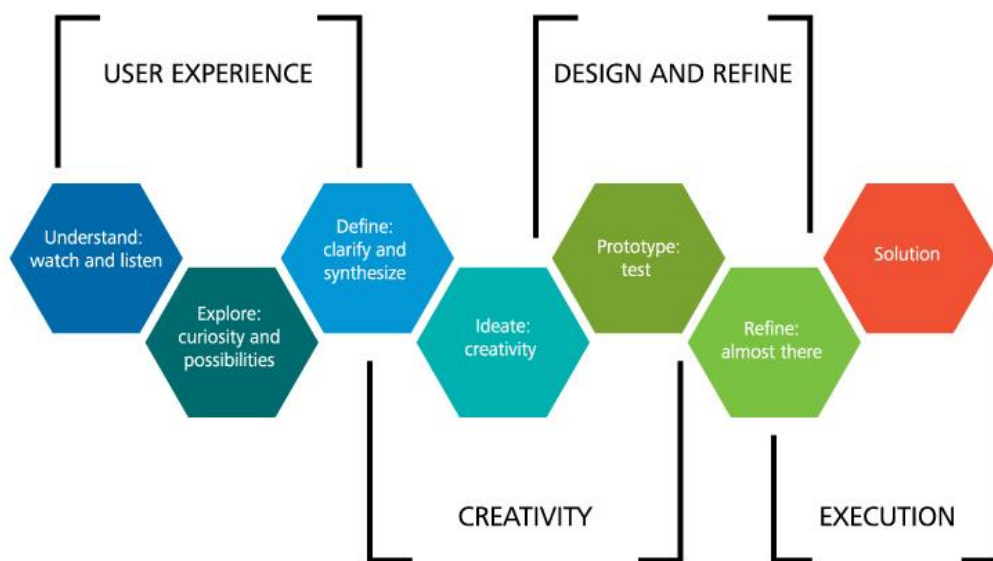 USER EXPERIENCE
DESIGN AND REFINE
Understand:
watch and listen
Explore:
curiosity and
possibilities
Define:
clarify and
synthesize
Ideate:
creativity
Prototype:
test
Refine:
almost there
Solution
CREATIVITY
EXECUTION